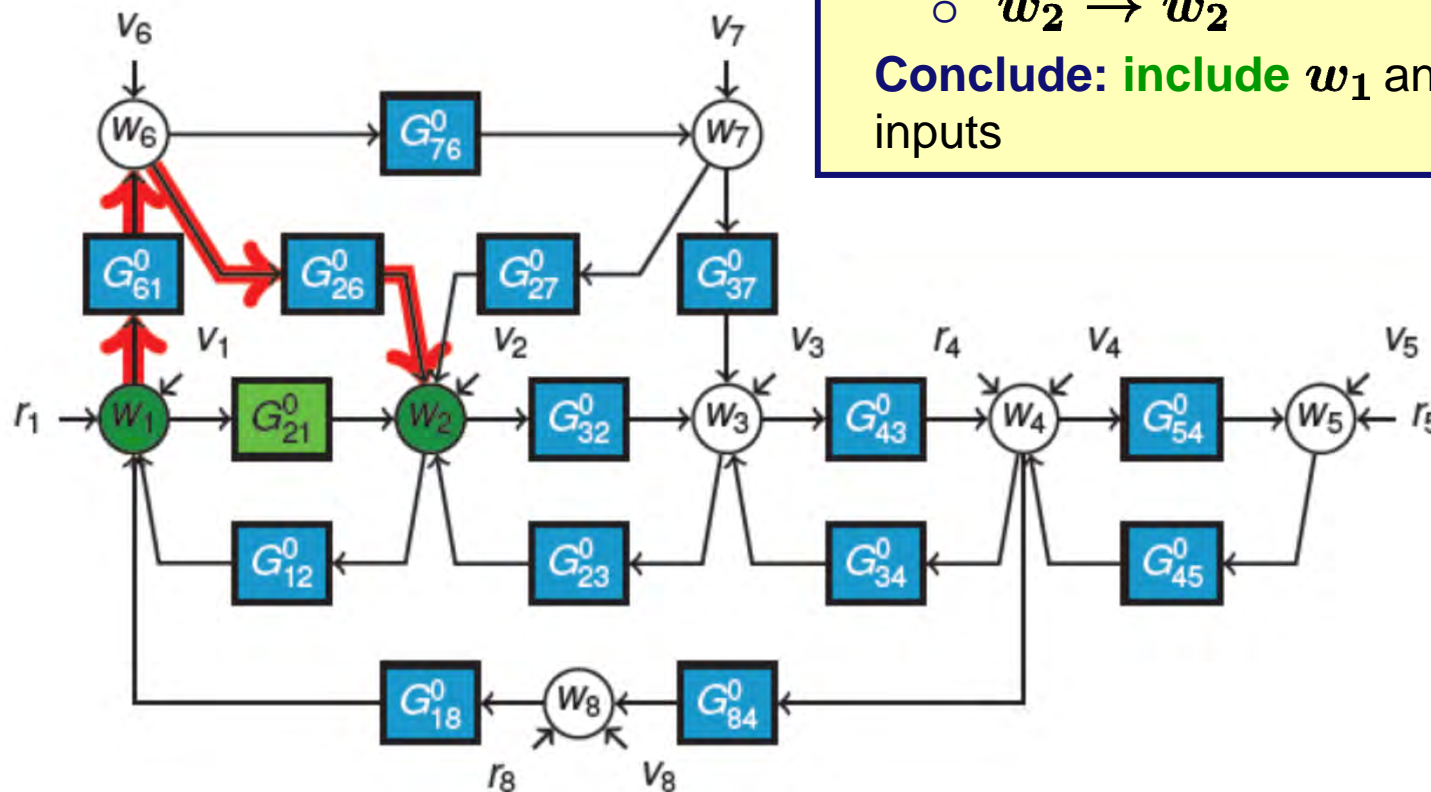 ○ w₂ → w₂
Conclude: include w₁ an
inputs
v₆ v₇
w₆ G⁰₇₆ w₇
G⁰₆₁ G⁰₂₆ G⁰₂₇ G⁰₃₇
v₁ v₂ v₃ r₄ v₄ v₅
r₁ w₁ G⁰₂₁ w₂ G⁰₃₂ w₃ G⁰₄₃ w₄ G⁰₅₄ w₅ r₅
G⁰₁₂ G⁰₂₃ G⁰₃₄ G⁰₄₅
G⁰₁₈ w₈ G⁰₈₄
r₈ v₈